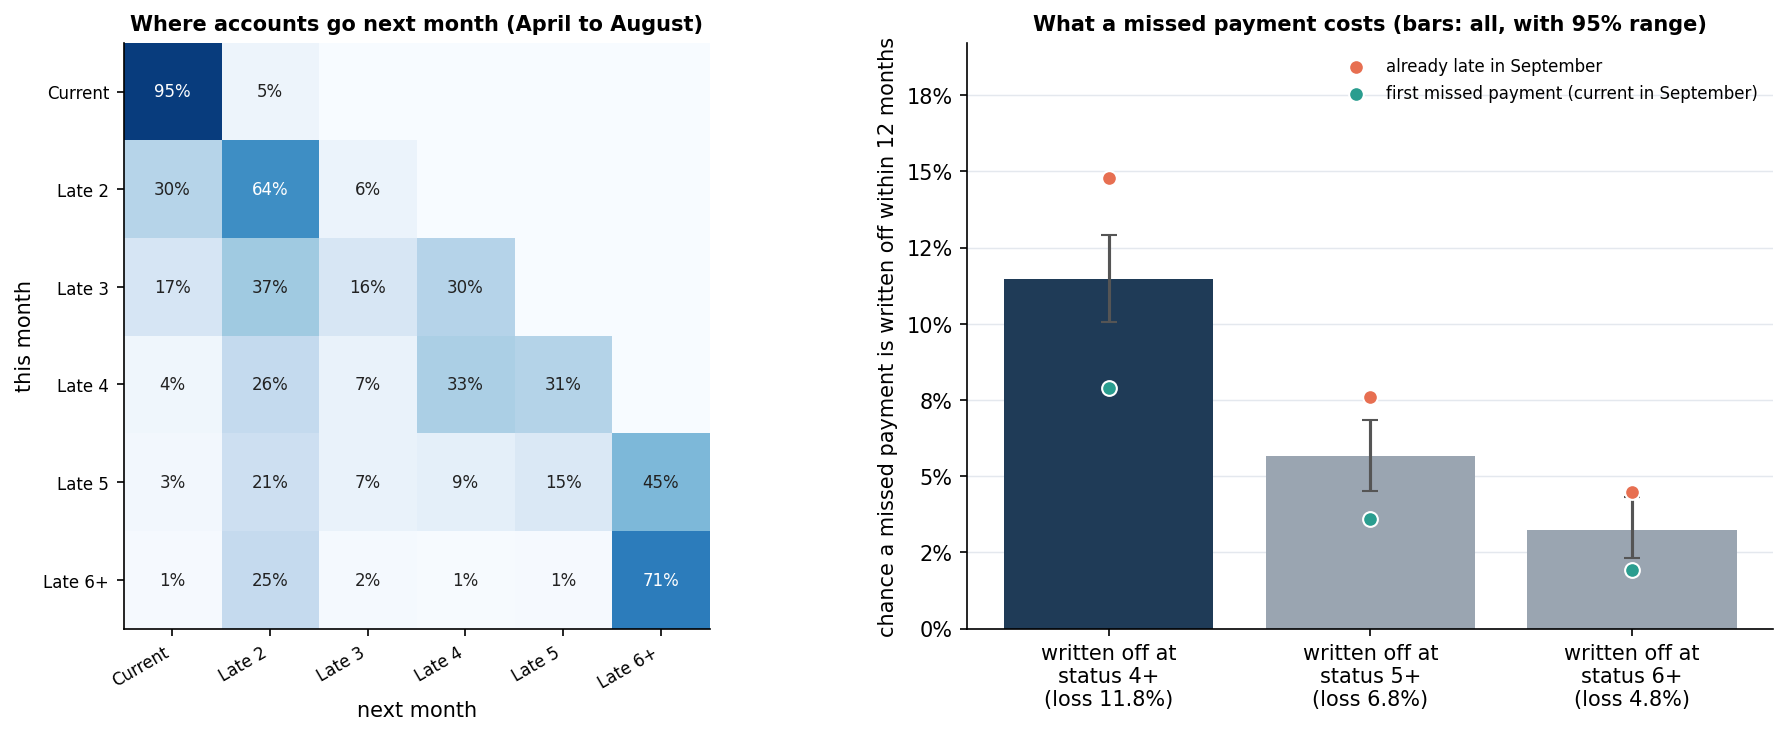 Where accounts go next month (April to August)
Current
95%
5%
Late 2
30%
64%
6%
Late 3
17%
37%
16%
30%
Late 4
4%
26%
7%
33%
31%
Late 5
3%
21%
7%
9%
15%
45%
Late 6+
1%
25%
2%
1%
1%
71%
this month
Current
Late 2
Late 3
Late 4
Late 5
Late 6+
next month
What a missed payment costs (bars: all, with 95% range)
already late in September
first missed payment (current in September)
chance a missed payment is written off within 12 months
18%
15%
12%
10%
8%
5%
2%
0%
written off at
status 4+
(loss 11.8%)
written off at
status 5+
(loss 6.8%)
written off at
status 6+
(loss 4.8%)